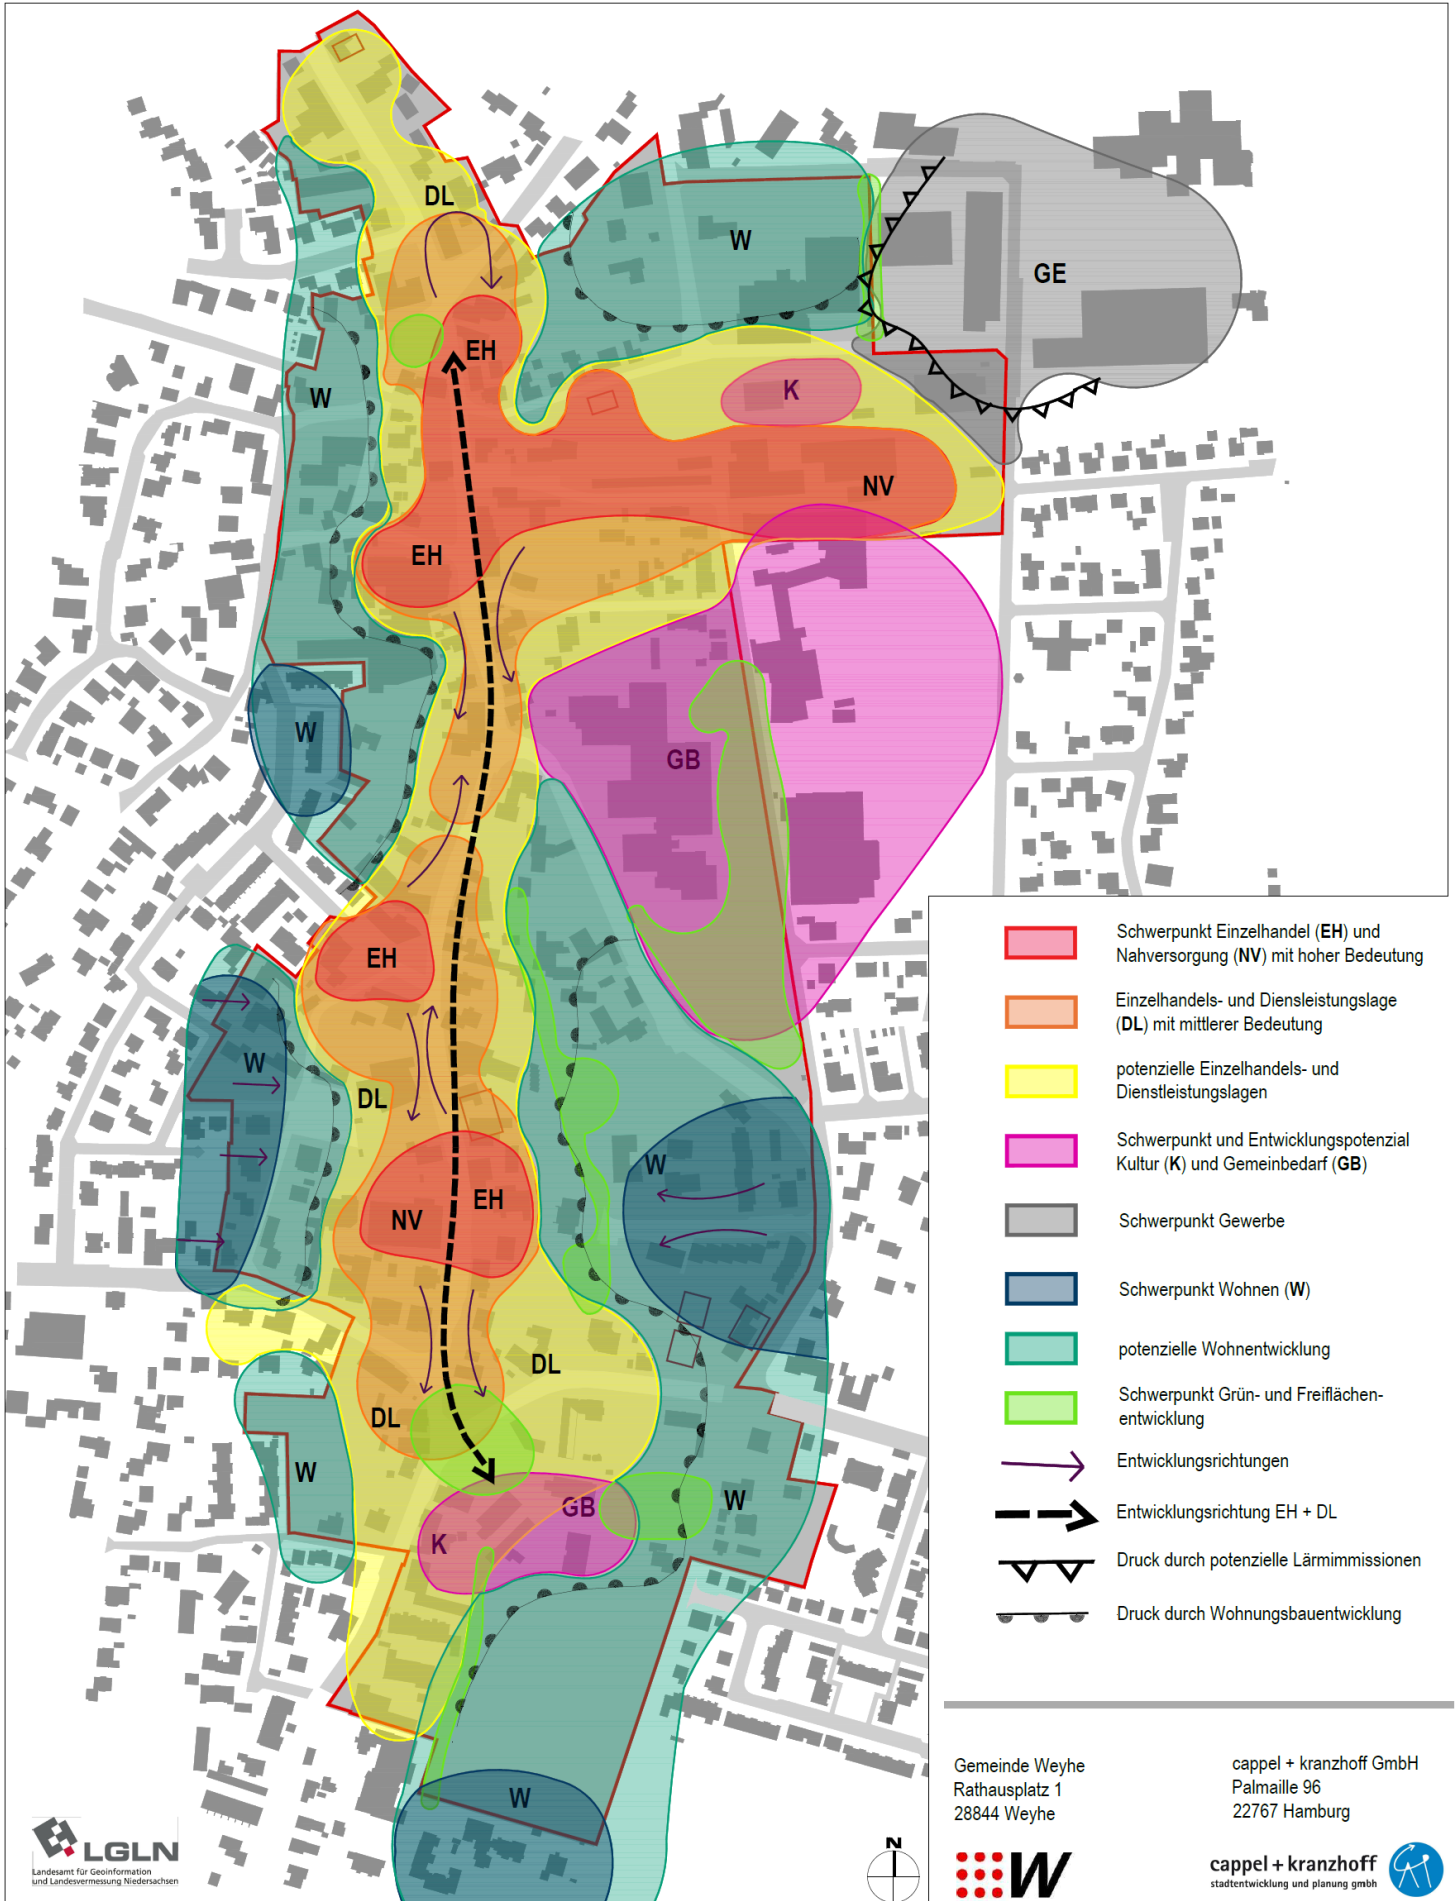 DL
W
GE
EH
K
W
NV
EH
W
GB
EH
W
DL
W
NV
EH
DL
DL
W
GB
W
K
W
Schwerpunkt Einzelhandel (EH) und
Nahversorgung (NV) mit hoher Bedeutung
Einzelhandels- und Diensleistungslage
(DL) mit mittlerer Bedeutung
potenzielle Einzelhandels- und
Dienstleistungslagen
Schwerpunkt und Entwicklungspotenzial
Kultur (K) und Gemeinbedarf (GB)
Schwerpunkt Gewerbe
Schwerpunkt Wohnen (W)
potenzielle Wohnentwicklung
Schwerpunkt Grün- und Freiflächen-
entwicklung
Entwicklungsrichtungen
Entwicklungsrichtung EH + DL
Druck durch potenzielle Lärmimmissionen
Druck durch Wohnungsbauentwicklung
Gemeinde Weyhe
Rathausplatz 1
28844 Weyhe
cappel + kranzhoff GmbH
Palmaille 96
22767 Hamburg
LGLN
Landesamt für Geoinformation
und Landesvermessung Niedersachsen
N
W
cappel + kranzhoff
stadtentwicklung und planung gmbh